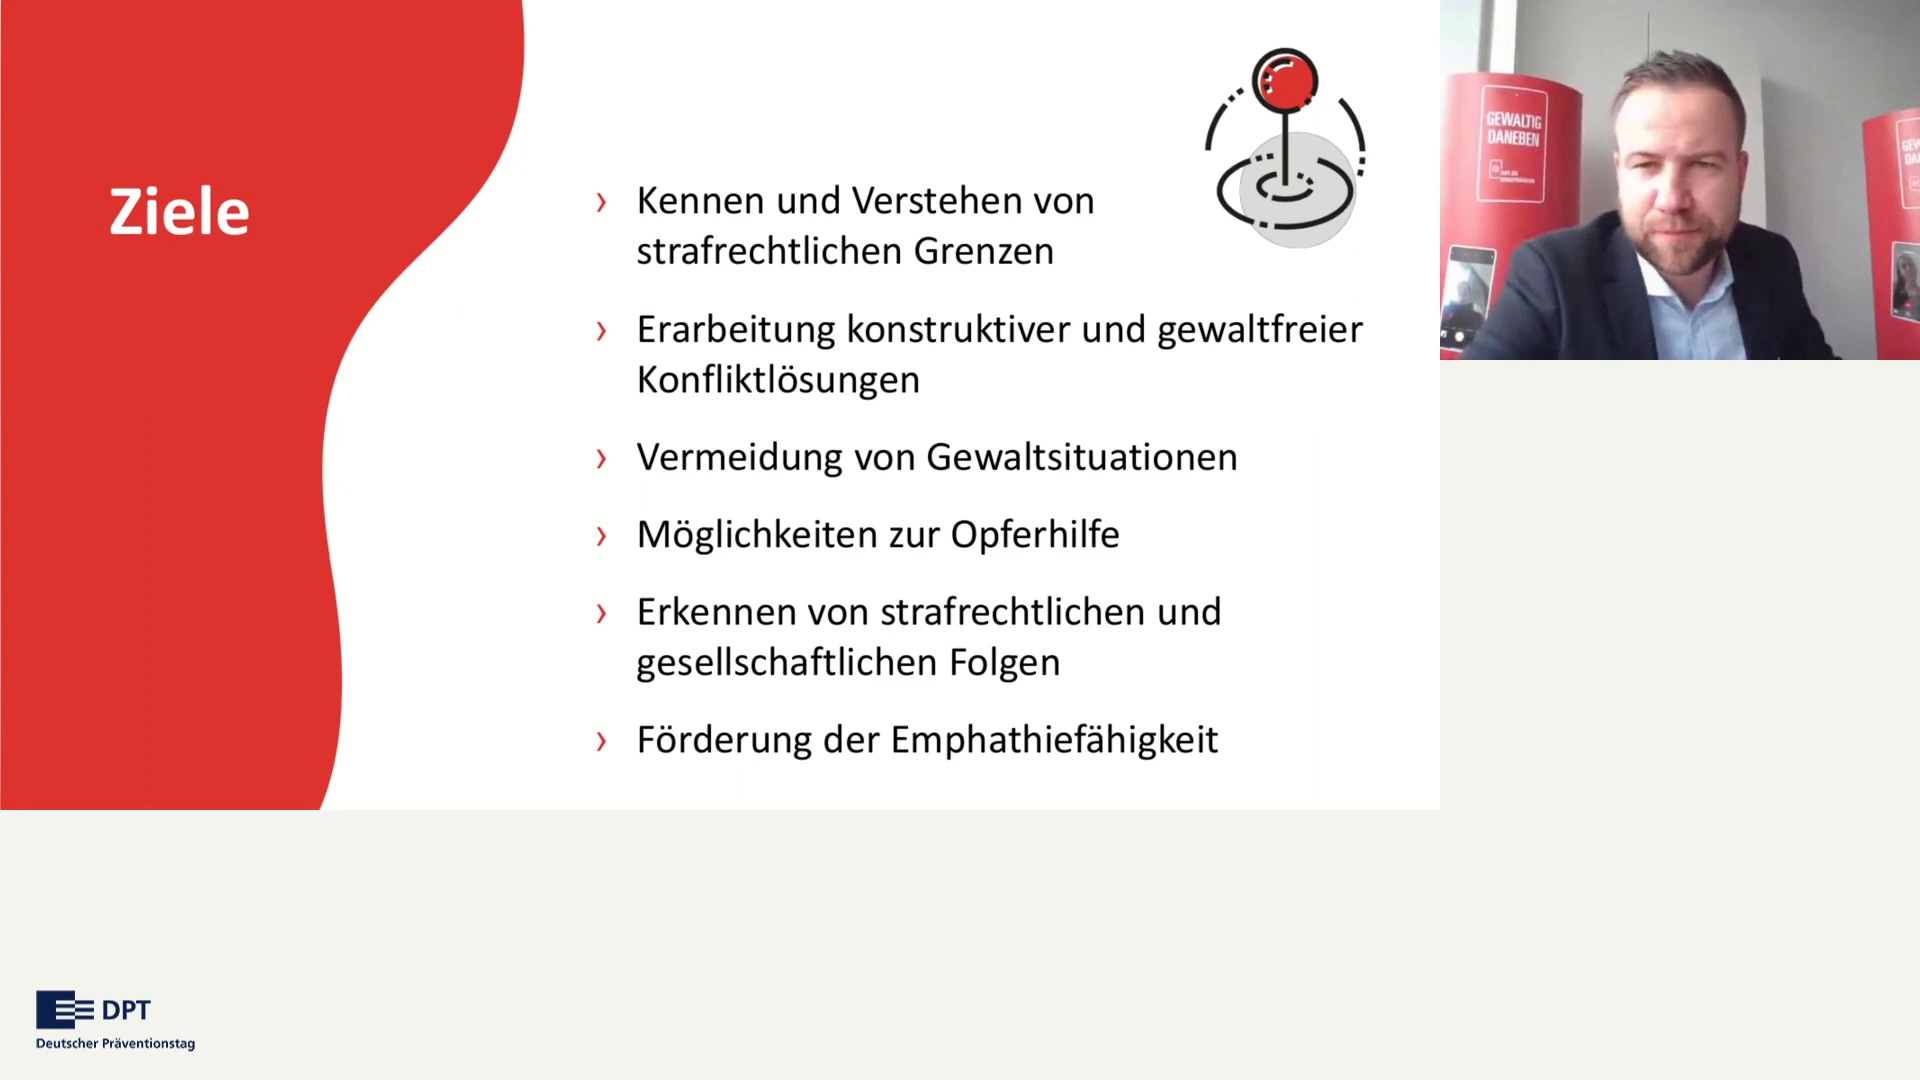 Ziele
› Kennen und Verstehen von
strafrechtlichen Grenzen
› Erarbeitung konstruktiver und gewaltfreier
Konfliktlösungen
› Vermeidung von Gewaltsituationen
› Möglichkeiten zur Opferhilfe
› Erkennen von strafrechtlichen und
gesellschaftlichen Folgen
› Förderung der Emphathiefähigkeit
GEWALTIG
DANEBEN
DPT
Deutscher Präventionstag